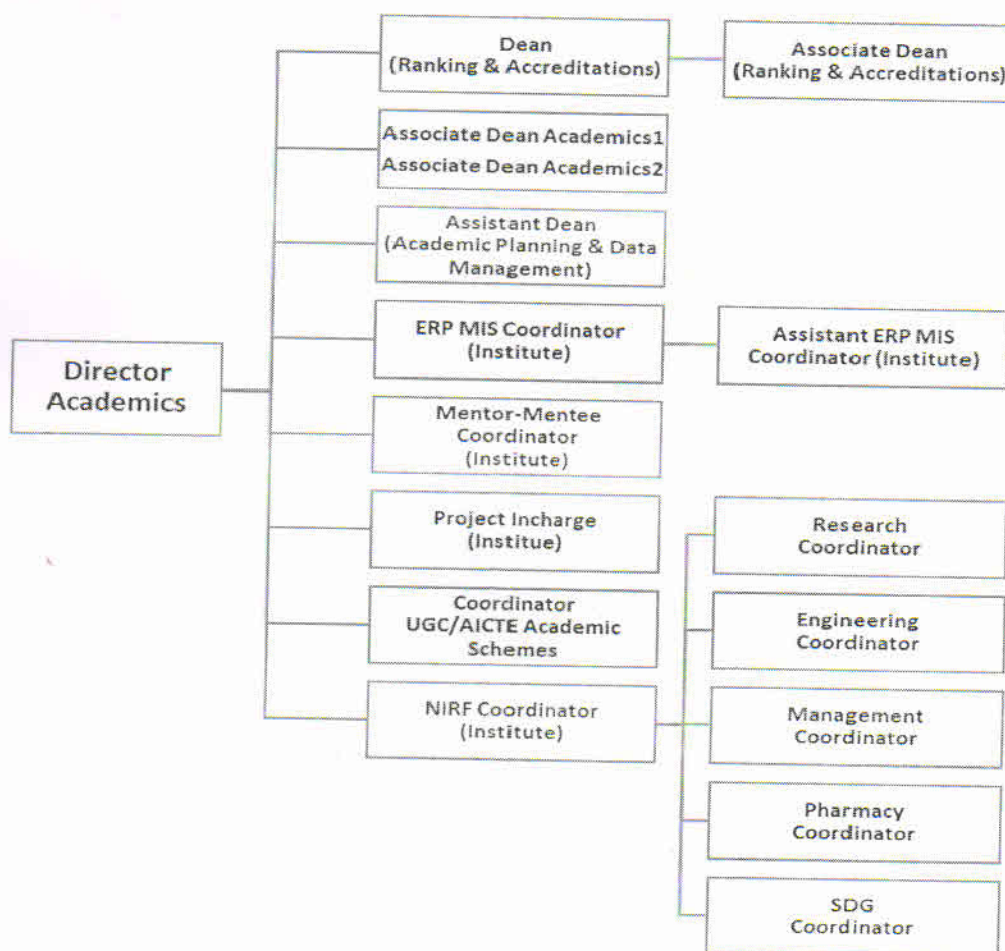 Dean
(Ranking & Accreditations)
Associate Dean
(Ranking & Accreditations)
Associate Dean Academics1
Associate Dean Academics2
Assistant Dean
(Academic Planning & Data
Management)
ERP MIS Coordinator
(Institute)
Assistant ERP MIS
Coordinator (Institute)
Director
Academics
Mentor-Mentee
Coordinator
(Institute)
Project Incharge
(Institue)
Coordinator
UGC/AICTE Academic
Schemes
NIRF Coordinator
(Institute)
Research
Coordinator
Engineering
Coordinator
Management
Coordinator
Pharmacy
Coordinator
SDG
Coordinator